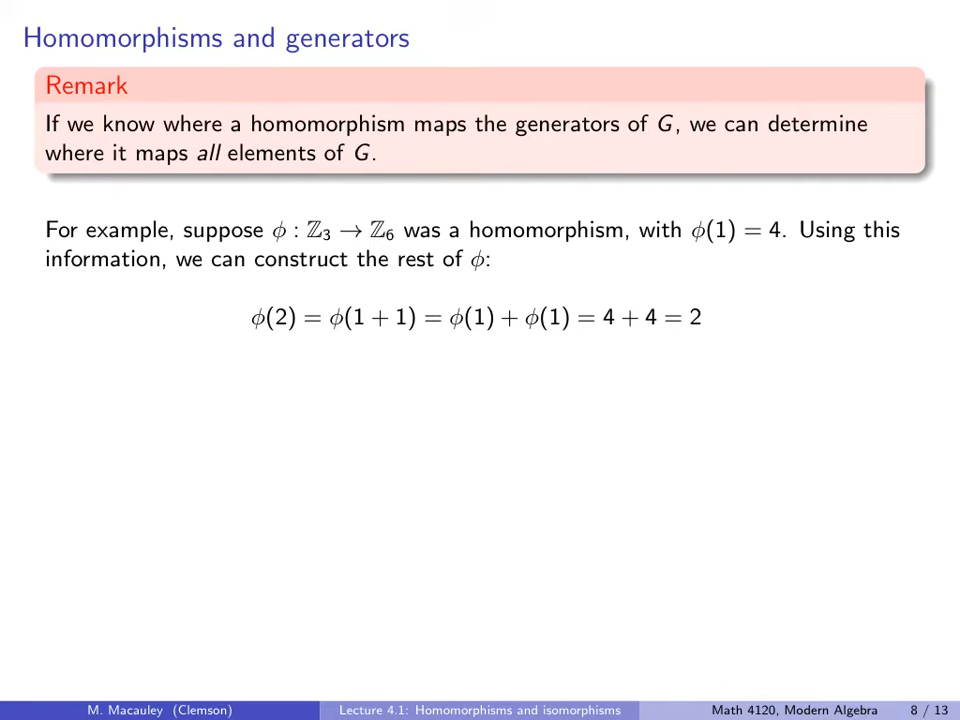 Homomorphisms and generators
Remark
If we know where a homomorphism maps the generators of G, we can determine
where it maps all elements of G.
For example, suppose ϕ : ℤ₃ → ℤ₆ was a homomorphism, with ϕ(1) = 4. Using this
information, we can construct the rest of ϕ:
ϕ(2) = ϕ(1 + 1) = ϕ(1) + ϕ(1) = 4 + 4 = 2
M. Macauley (Clemson) Lecture 4.1: Homomorphisms and isomorphisms Math 4120, Modern Algebra 8 / 13